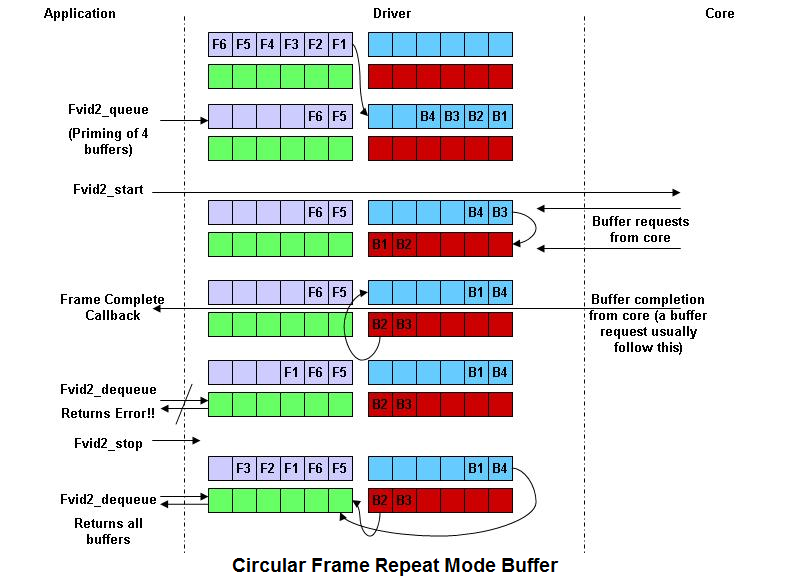 Application Driver Core
F6 F5 F4 F3 F2 F1
Fvid2_queue
(Priming of 4
buffers)
F6 F5 B4 B3 B2 B1
Fvid2_start
F6 F5 B4 B3
B1 B2
Buffer requests
from core
Frame Complete
Callback
F6 F5 B1 B4
B2 B3
Buffer completion
from core (a buffer
request usually
follow this)
F1 F6 F5 B1 B4
Fvid2_dequeue
Returns Error!!
B2 B3
Fvid2_stop
F3 F2 F1 F6 F5 B1 B4
Fvid2_dequeue
Returns all
buffers
B2 B3
Circular Frame Repeat Mode Buffer